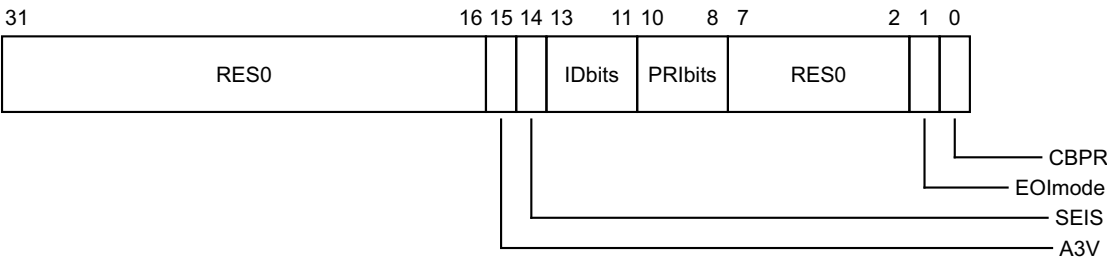 31 16 15 14 13 11 10 8 7 2 1 0
RES0 IDbits PRIbits RES0
CBPR
EOImode
SEIS
A3V